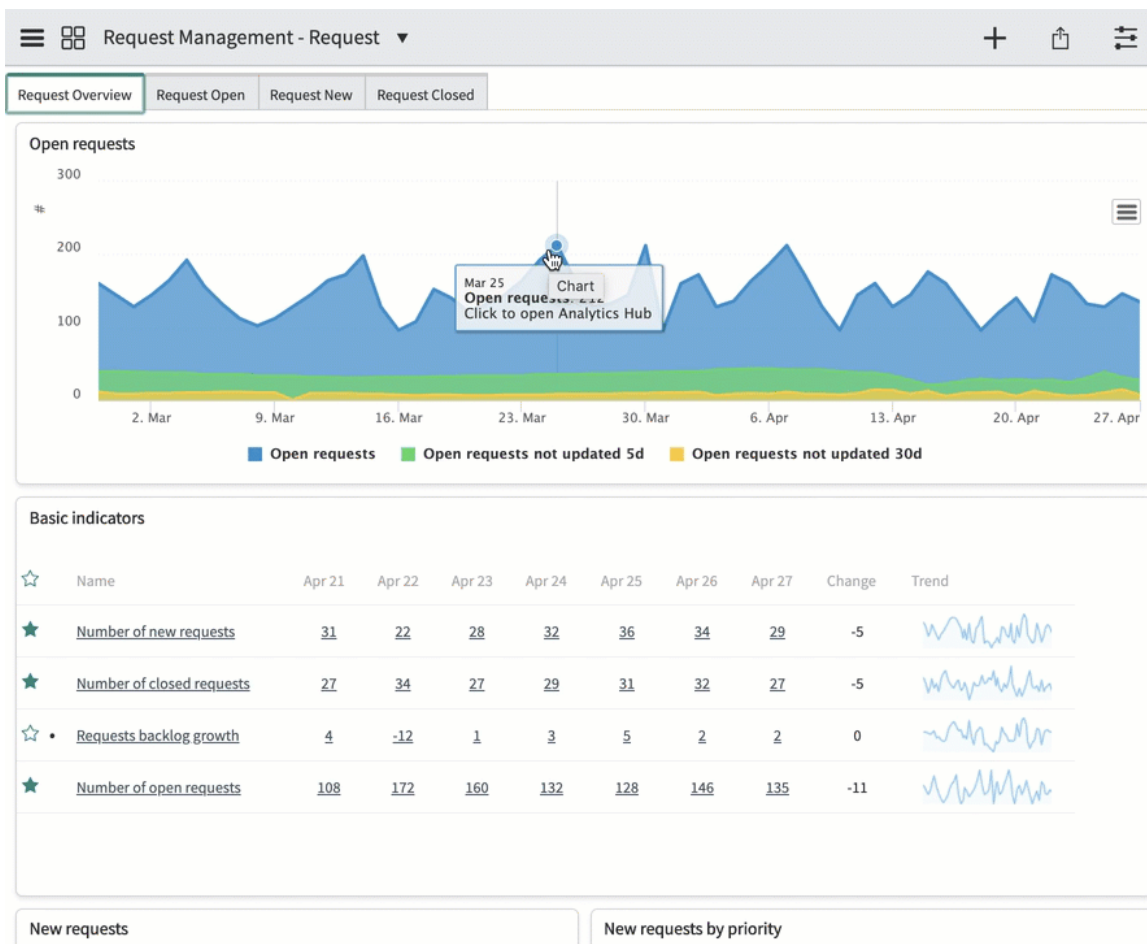 Request Management - Request ▼
Request Overview Request Open Request New Request Closed
Open requests
300
#
200
100
0
Mar 25
Chart
Open requests: 212
Click to open Analytics Hub
2. Mar 9. Mar 16. Mar 23. Mar 30. Mar 6. Apr 13. Apr 20. Apr 27. Apr
Open requests Open requests not updated 5d Open requests not updated 30d
Basic indicators
Name Apr 21 Apr 22 Apr 23 Apr 24 Apr 25 Apr 26 Apr 27 Change Trend
Number of new requests 31 22 28 32 36 34 29 -5
Number of closed requests 27 34 27 29 31 32 27 -5
Requests backlog growth 4 -12 1 3 5 2 2 0
Number of open requests 108 172 160 132 128 146 135 -11
New requests New requests by priority